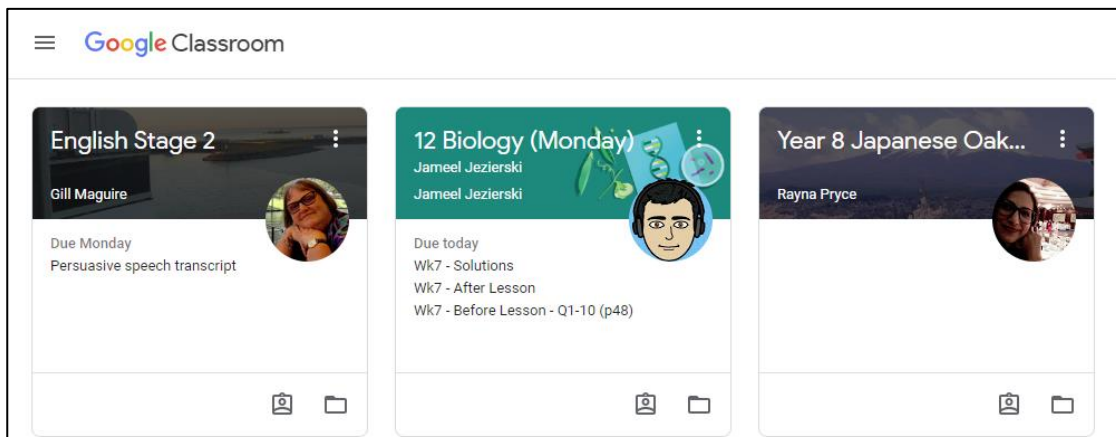 Google Classroom
English Stage 2
Gill Maguire
Due Monday
Persuasive speech transcript
12 Biology (Monday)
Jameel Jezierski
Jameel Jezierski
Due today
Wk7 - Solutions
Wk7 - After Lesson
Wk7 - Before Lesson - Q1-10 (p48)
Year 8 Japanese Oak...
Rayna Pryce